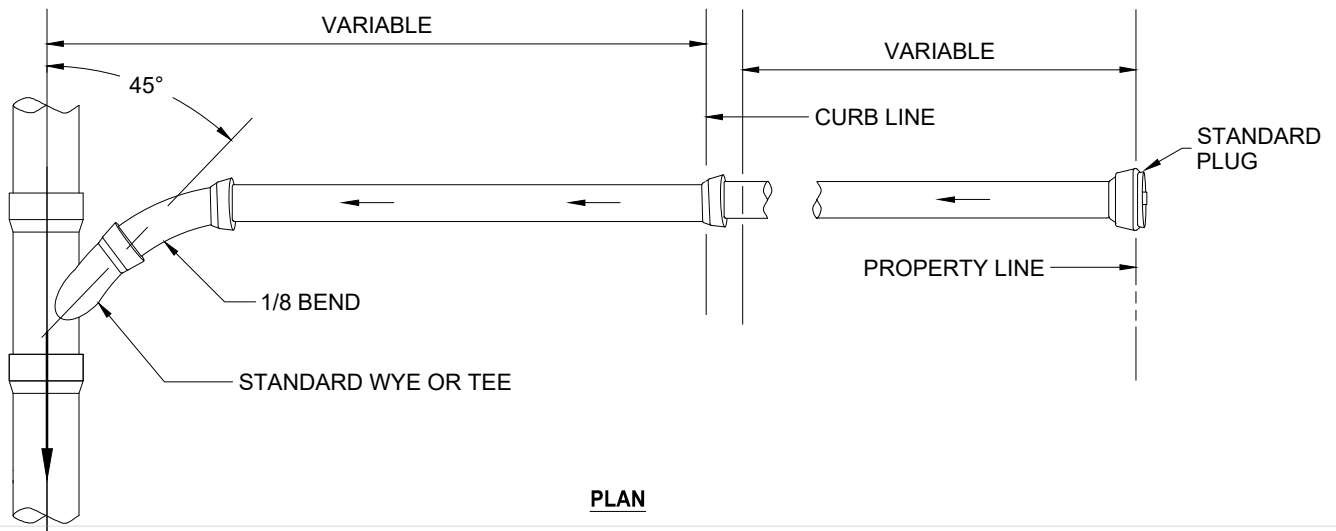 VARIABLE
VARIABLE
45°
CURB LINE
STANDARD
PLUG
PROPERTY LINE
1/8 BEND
STANDARD WYE OR TEE
PLAN